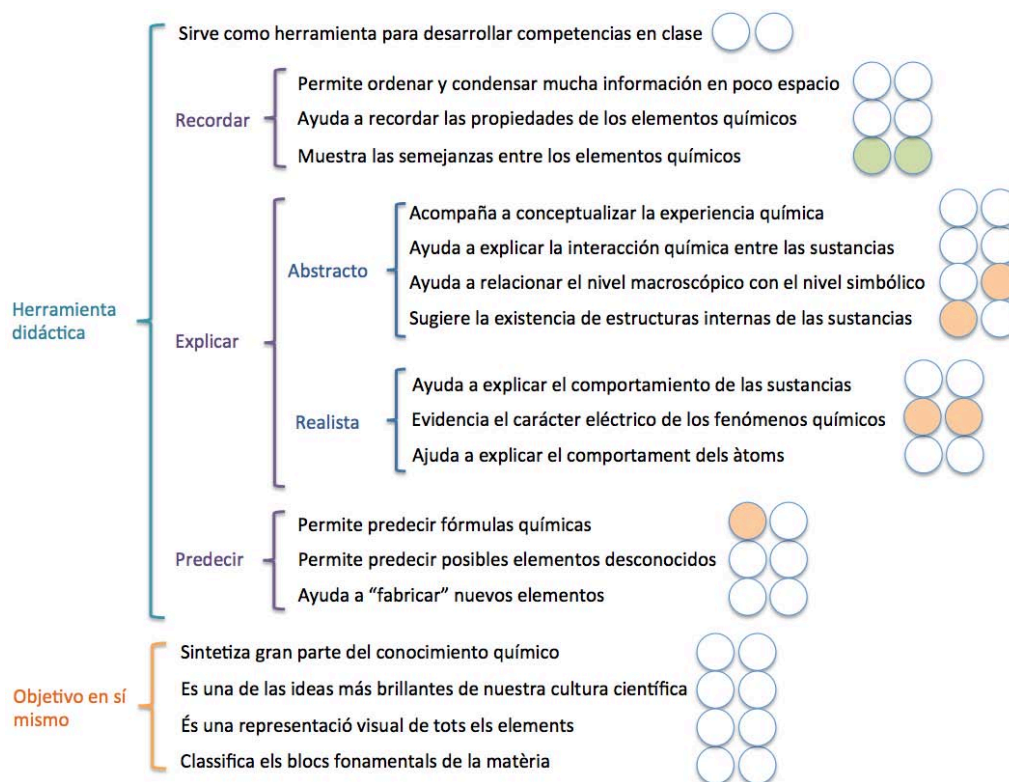 Sirve como herramienta para desarrollar competencias en clase
Permite ordenar y condensar mucha información en poco espacio
Recordar
Ayuda a recordar las propiedades de los elementos químicos
Muestra las semejanzas entre los elementos químicos
Acompaña a conceptualizar la experiencia química
Ayuda a explicar la interacción química entre las sustancias
Abstracto
Ayuda a relacionar el nivel macroscópico con el nivel simbólico
Sugiere la existencia de estructuras internas de las sustancias
Herramienta
didáctica
Explicar
Ayuda a explicar el comportamiento de las sustancias
Realista
Evidencia el carácter eléctrico de los fenómenos químicos
Ajuda a explicar el comportament dels àtoms
Permite predecir fórmulas químicas
Predecir
Permite predecir posibles elementos desconocidos
Ayuda a “fabricar” nuevos elementos
Sintetiza gran parte del conocimiento químico
Objetivo en sí
mismo
Es una de las ideas más brillantes de nuestra cultura científica
És una representació visual de tots els elements
Classifica els blocs fonamentals de la matèria